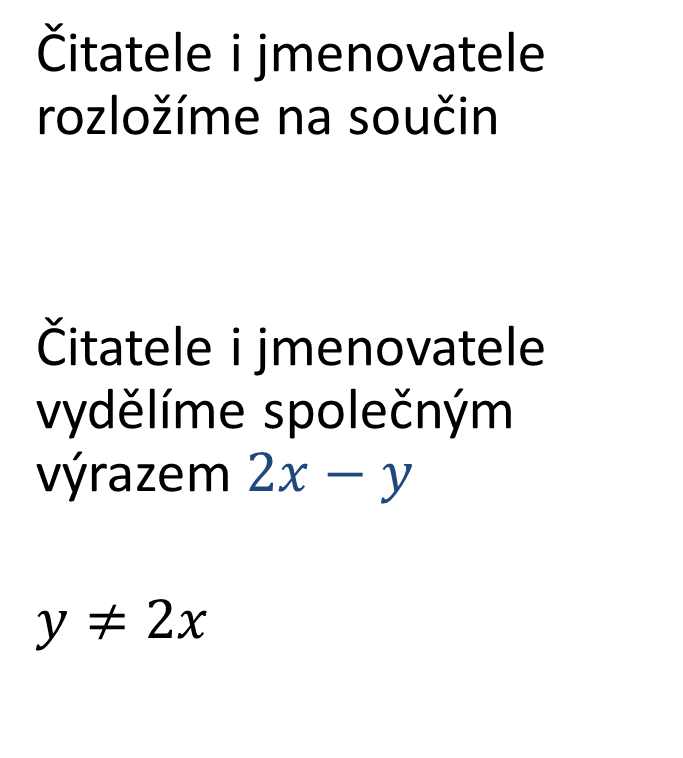 Čitatele i jmenovatele
rozložíme na součin
Čitatele i jmenovatele
vydělíme společným
výrazem 2x − y
y ≠ 2x